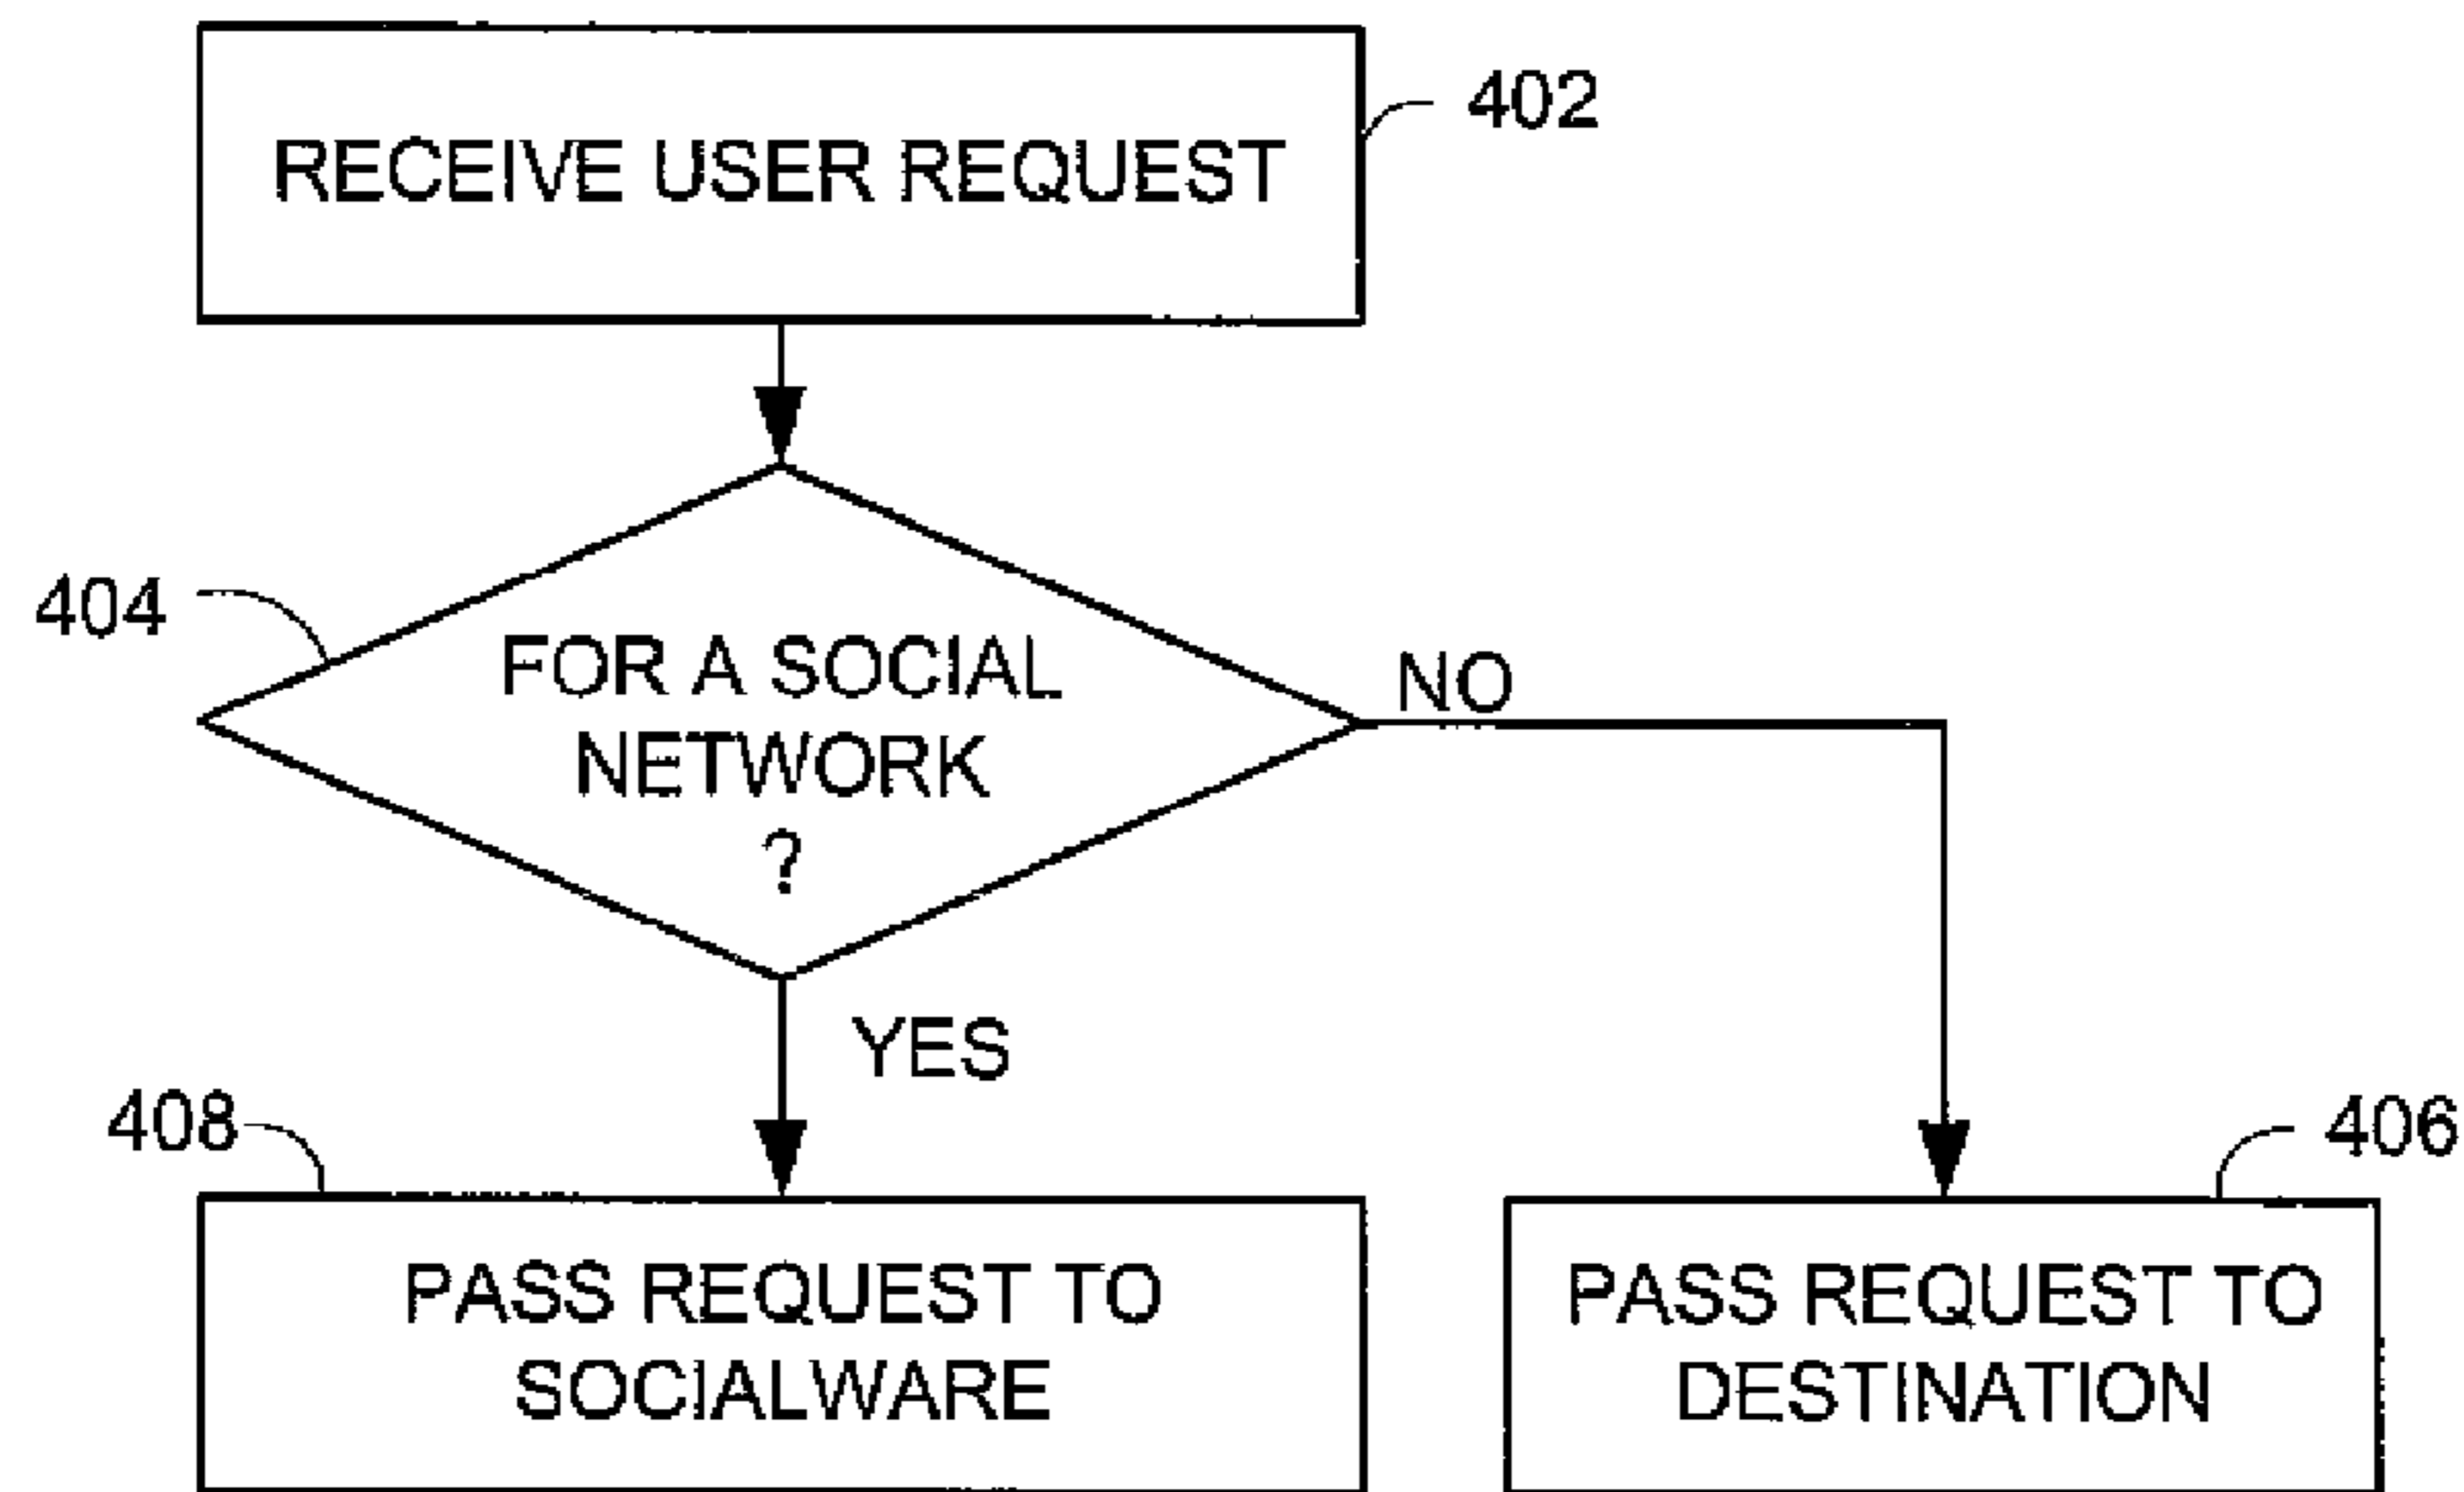 RECEIVE USER REQUEST
402
404
FOR A SOCIAL
NETWORK
?
NO
YES
408
406
PASS REQUEST TO
SOCIALWARE
PASS REQUEST TO
DESTINATION